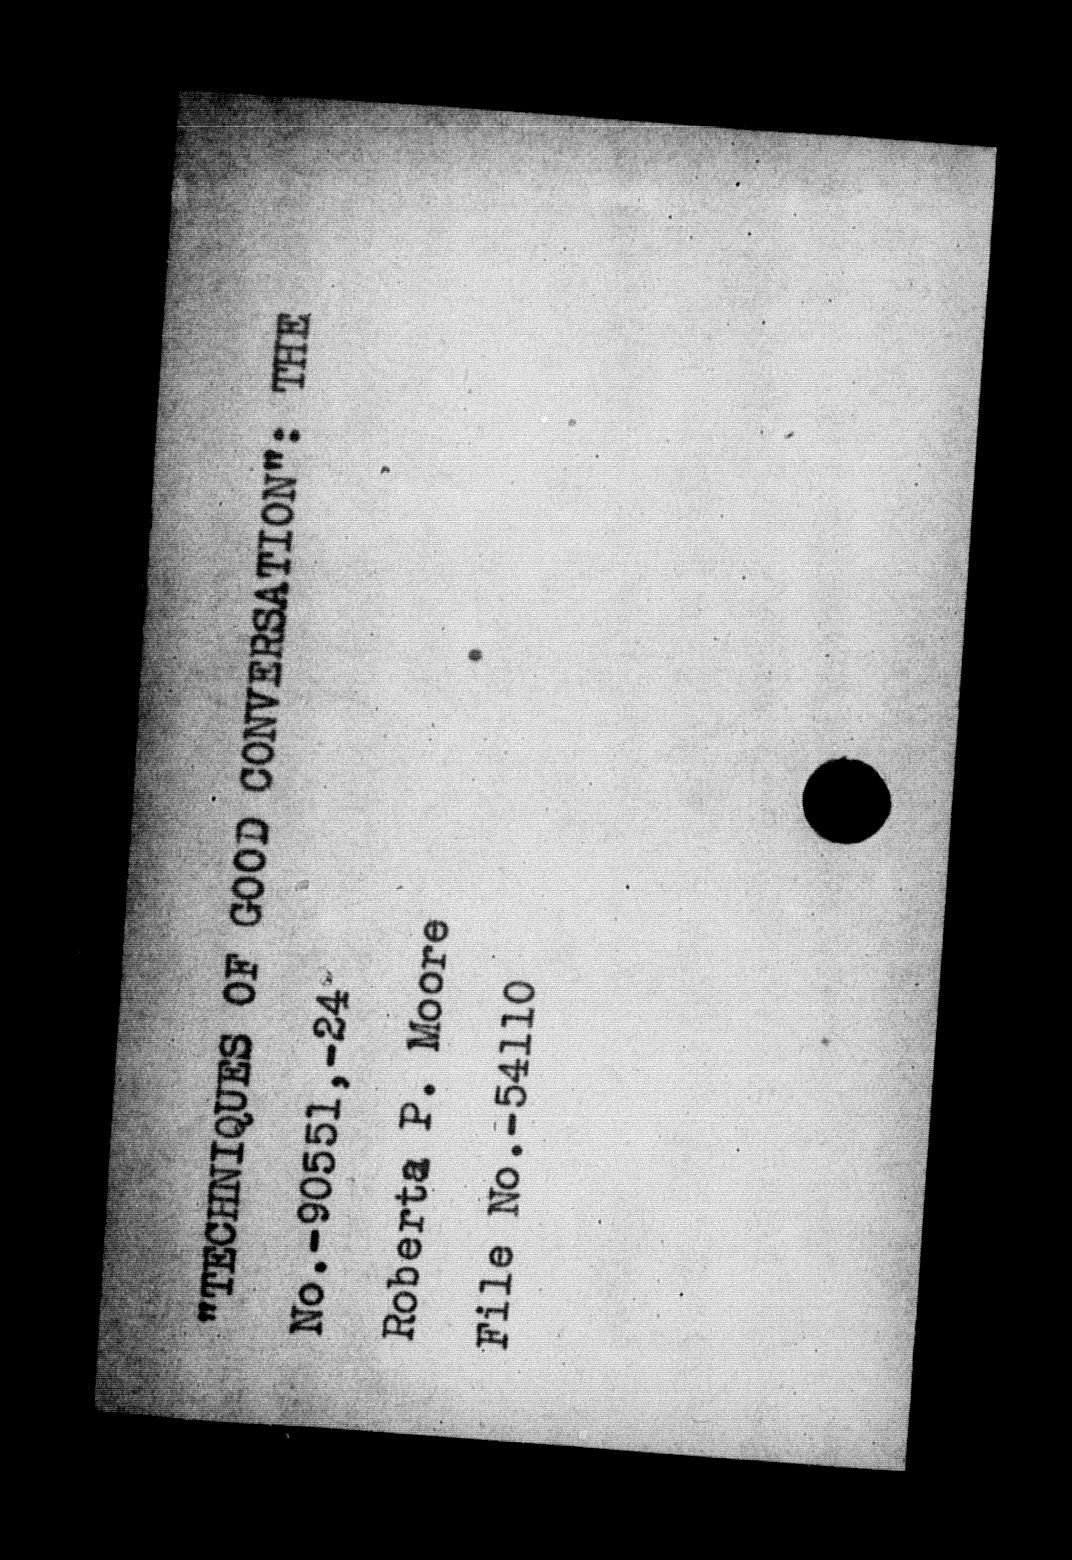 "TECHNIQUES OF GOOD CONVERSATION": THE
No.-90551,-24
Roberta P. Moore
File No.-54110